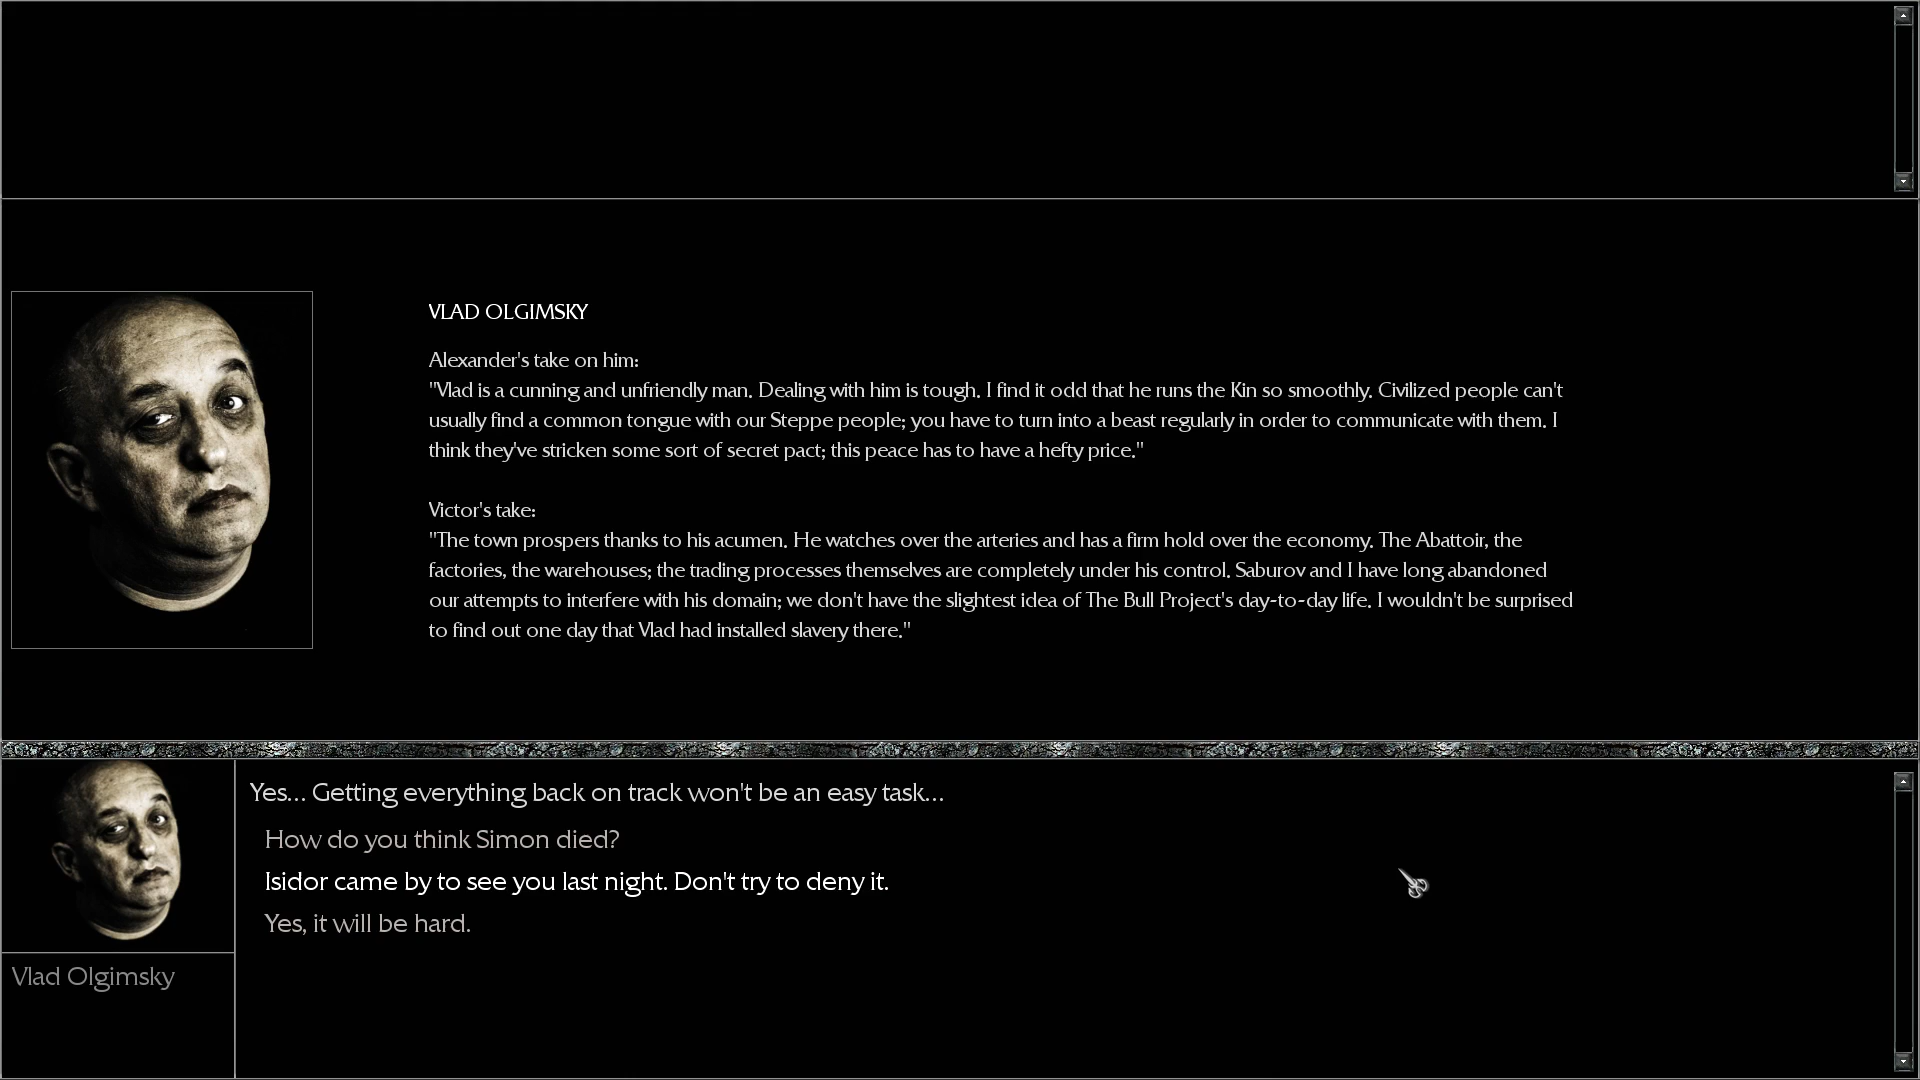 VLAD OLGIMSKY
Alexander's take on him:
"Vlad is a cunning and unfriendly man. Dealing with him is tough. I find it odd that he runs the Kin so smoothly. Civilized people can't
usually find a common tongue with our Steppe people; you have to turn into a beast regularly in order to communicate with them. I
think they've stricken some sort of secret pact; this peace has to have a hefty price."
Victor's take:
"The town prospers thanks to his acumen. He watches over the arteries and has a firm hold over the economy. The Abattoir, the
factories, the warehouses; the trading processes themselves are completely under his control. Saburov and I have long abandoned
our attempts to interfere with his domain; we don't have the slightest idea of The Bull Project's day-to-day life. I wouldn't be surprised
to find out one day that Vlad had installed slavery there."
Yes... Getting everything back on track won't be an easy task...
How do you think Simon died?
Isidor came by to see you last night. Don't try to deny it.
Yes, it will be hard.
Vlad Olgimsky